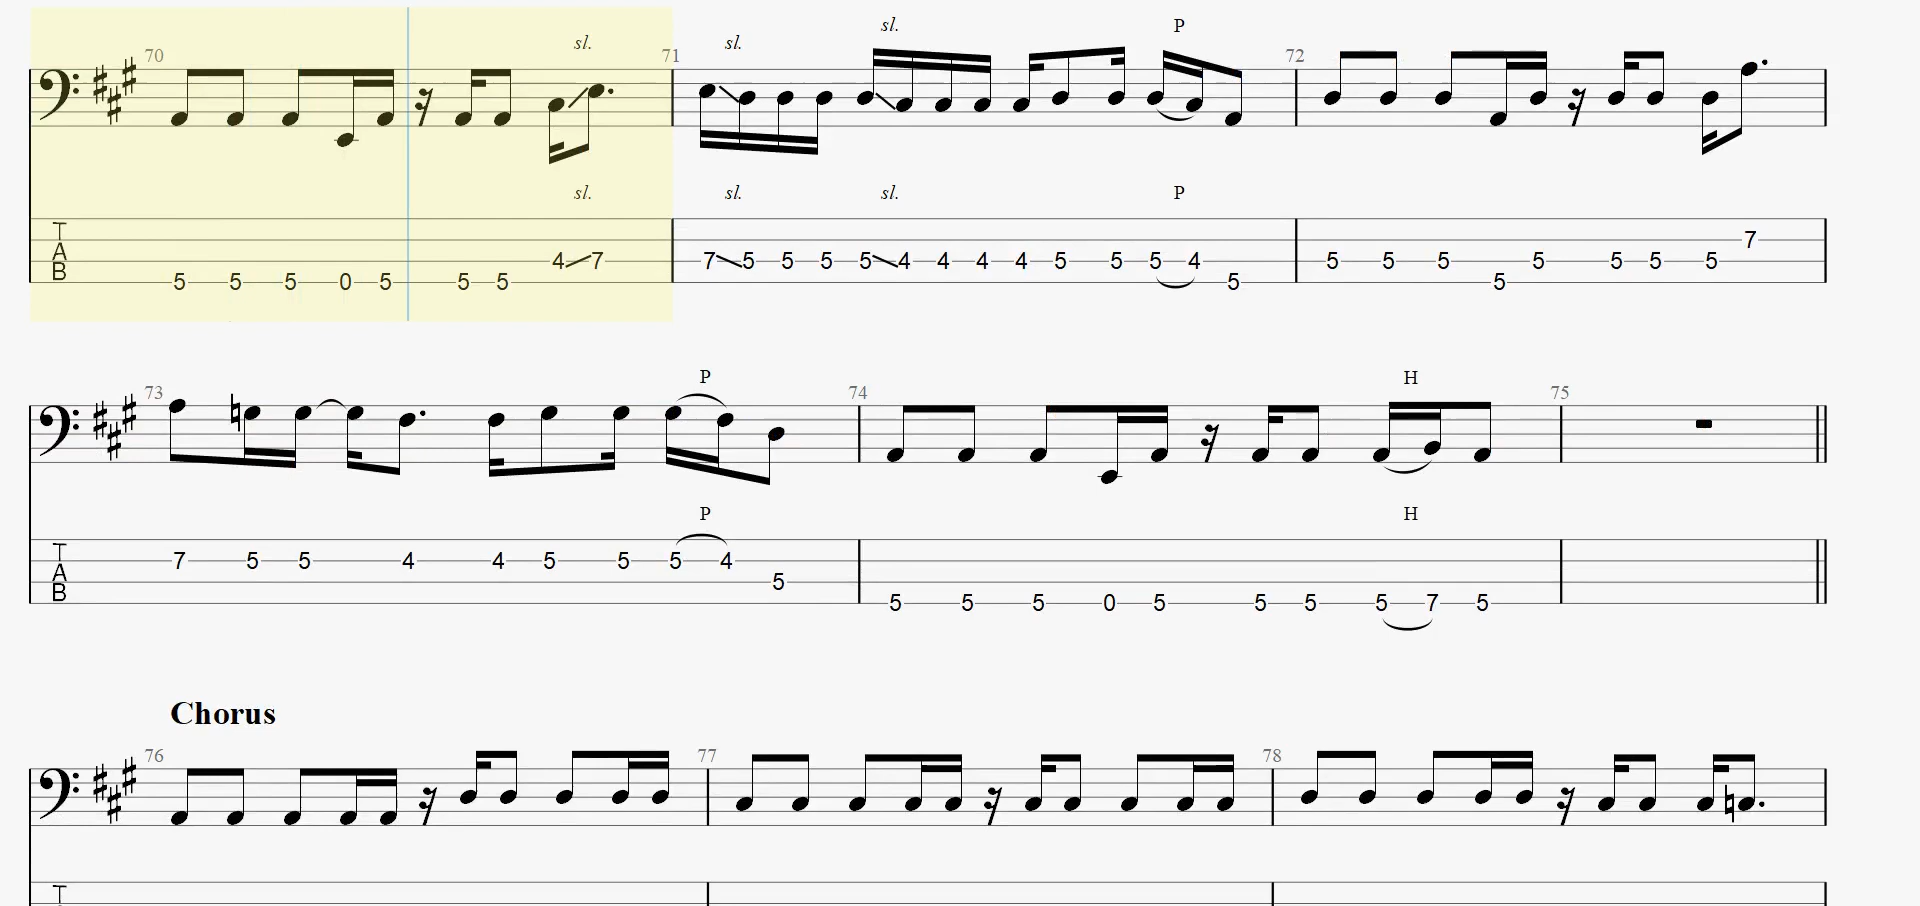 70 sl. 71 sl. sl. P 72
sl. sl. sl. P
T
A
B
5 5 5 0 5 5 5 4 7 7 5 5 5 5 4 4 4 4 5 5 5 4 5 5 5 5 5 5 5 5 5 7
73 P 74 H 75
P H
T
A
B
7 5 5 4 4 5 5 5 4 5 5 5 5 0 5 5 5 5 7 5
Chorus
76 77 78
T